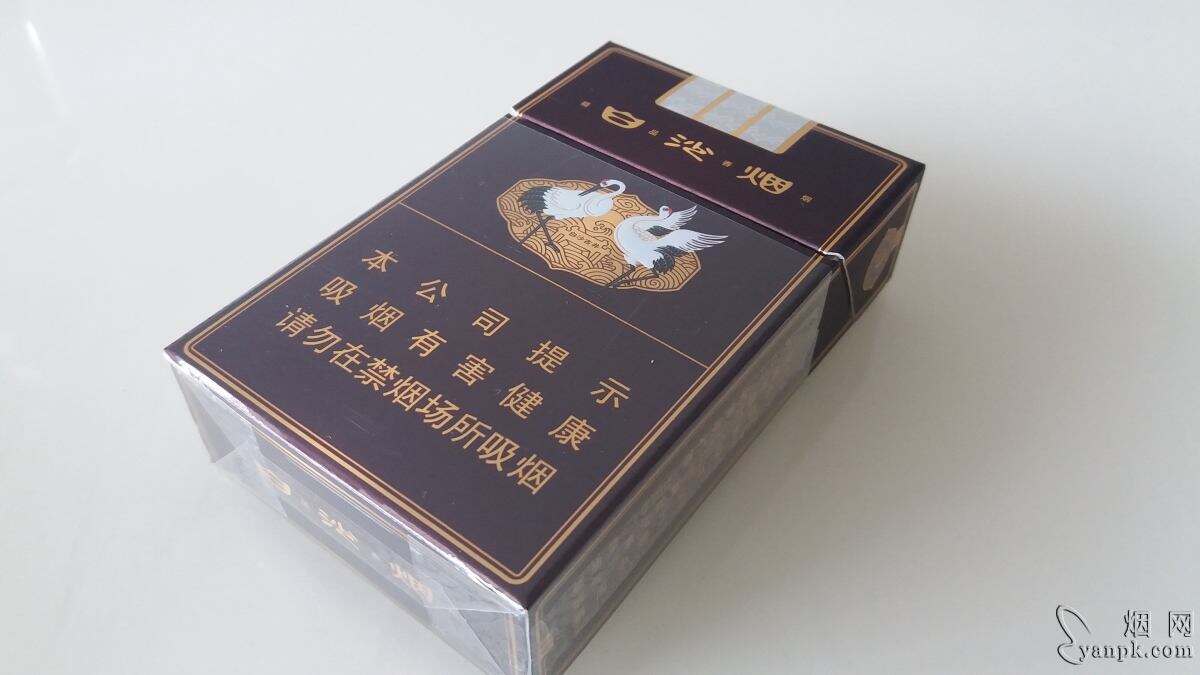 白沙烟
本公司提示
吸烟有害健康
请勿在禁烟场所吸烟
白沙烟
烟网
yanpk.com